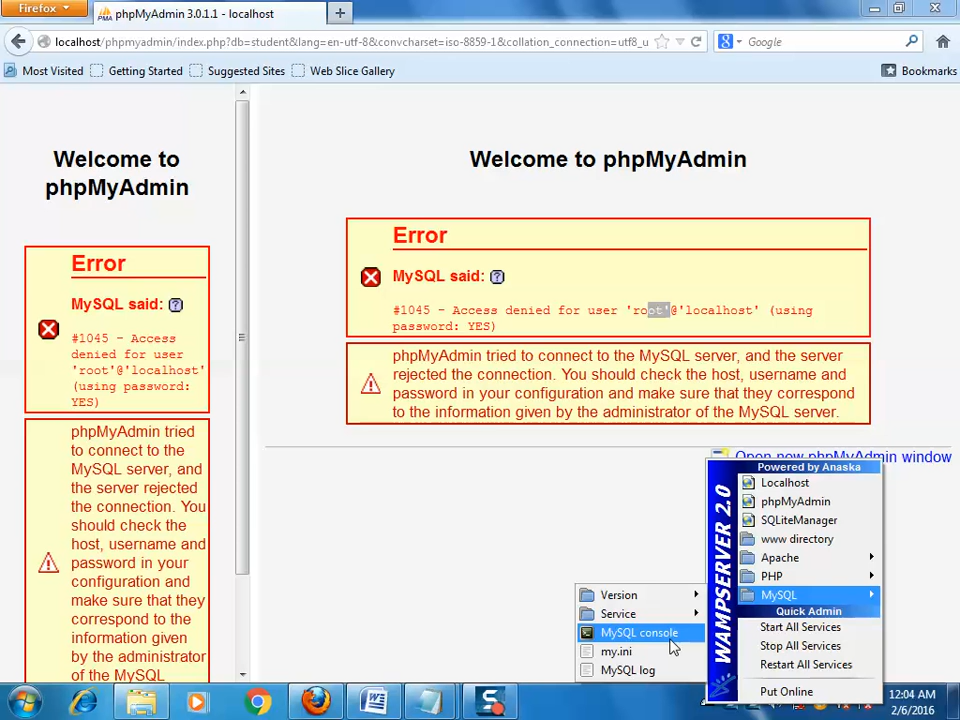 Firefox
phpMyAdmin 3.0.1.1 - localhost
localhost/phpmyadmin/index.php?db=student&lang=en-utf-8&convcharset=iso-8859-1&collation_connection=utf8_u
Google
Most Visited
Getting Started
Suggested Sites
Web Slice Gallery
Bookmarks
Welcome to
phpMyAdmin
Error
MySQL said:
#1045 - Access
denied for user
'root'@'localhost'
(using password:
YES)
phpMyAdmin tried
to connect to the
MySQL server, and
the server rejected
the connection. You
should check the
host, username and
password in your
configuration and
make sure that they
correspond to the
information given
by the administrator
of the MySQL
Welcome to phpMyAdmin
Error
MySQL said:
#1045 - Access denied for user 'root'@'localhost' (using
password: YES)
phpMyAdmin tried to connect to the MySQL server, and the server
rejected the connection. You should check the host, username and
password in your configuration and make sure that they correspond
to the information given by the administrator of the MySQL server.
Open new phpMyAdmin window
WAMPSERVER 2.0
Powered by Anaska
Localhost
phpMyAdmin
SQLiteManager
www directory
Apache
PHP
MySQL
Quick Admin
Start All Services
Stop All Services
Restart All Services
Put Online
Version
Service
MySQL console
my.ini
MySQL log
12:04 AM
2/6/2016